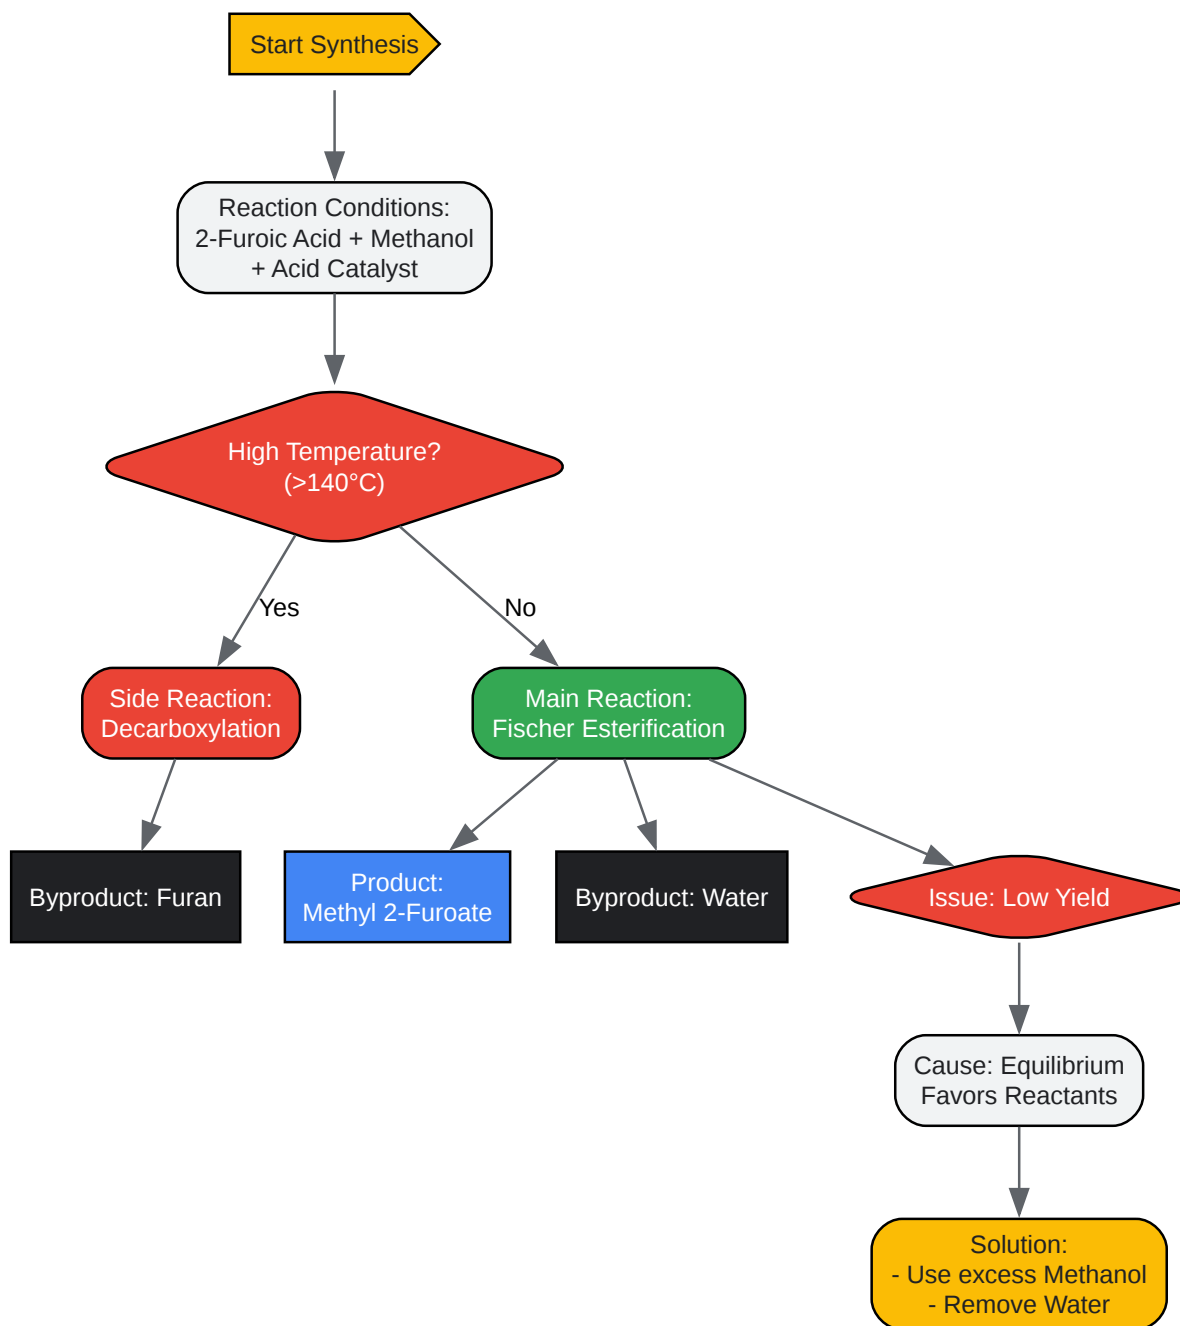 Start Synthesis
Reaction Conditions:
2-Furoic Acid + Methanol
+ Acid Catalyst
High Temperature?
(>140°C)
Yes
No
Side Reaction:
Decarboxylation
Main Reaction:
Fischer Esterification
Byproduct: Furan
Product:
Methyl 2-Furoate
Byproduct: Water
Issue: Low Yield
Cause: Equilibrium
Favors Reactants
Solution:
- Use excess Methanol
- Remove Water